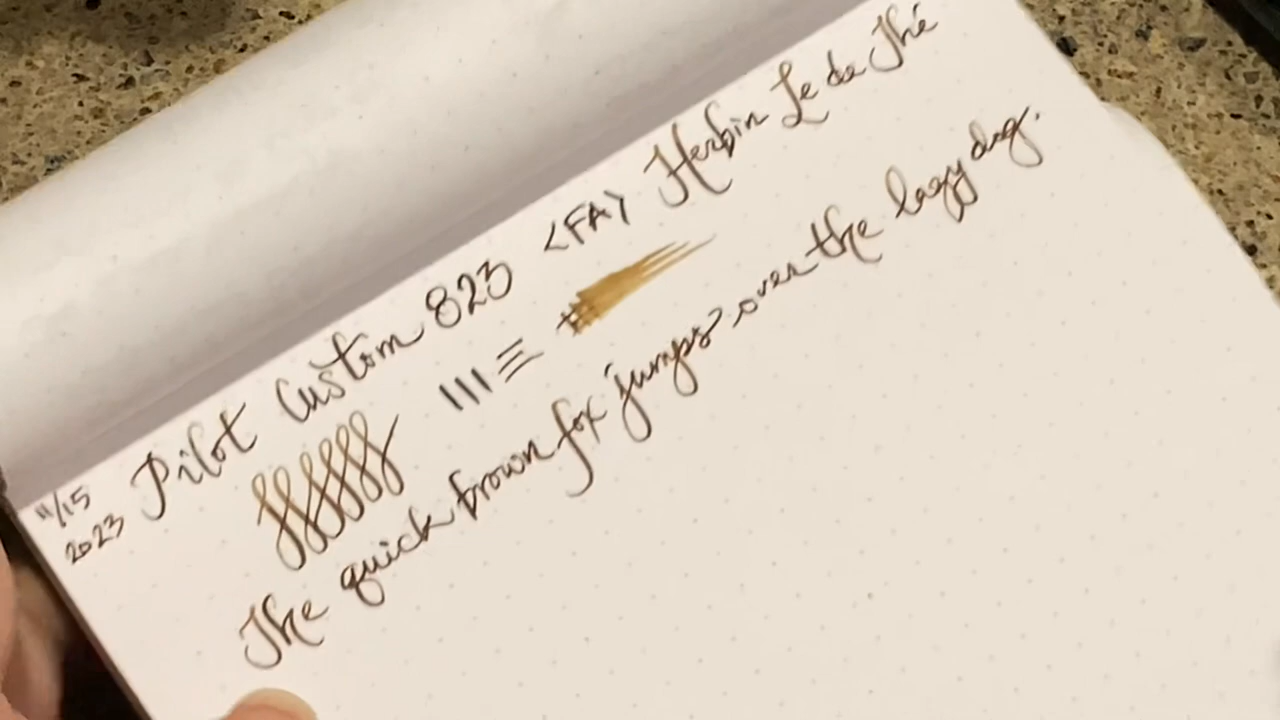 11/15
2023
Pilot Custom 823 <FA> Herbin Le de Thé
The quick brown fox jumps over the lazy dog.